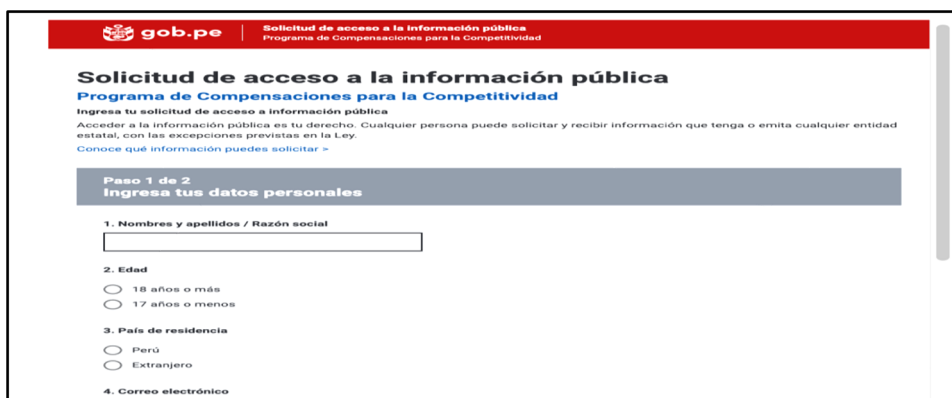 gob.pe
Solicitud de acceso a la información pública
Programa de Compensaciones para la Competitividad
Solicitud de acceso a la información pública
Programa de Compensaciones para la Competitividad
Ingresa tu solicitud de acceso a información pública
Acceder a la información pública es tu derecho. Cualquier persona puede solicitar y recibir información que tenga o emita cualquier entidad
estatal, con las excepciones previstas en la Ley.
Conoce qué información puedes solicitar >
Paso 1 de 2
Ingresa tus datos personales
1. Nombres y apellidos / Razón social
2. Edad
18 años o más
17 años o menos
3. País de residencia
Perú
Extranjero
4. Correo electrónico